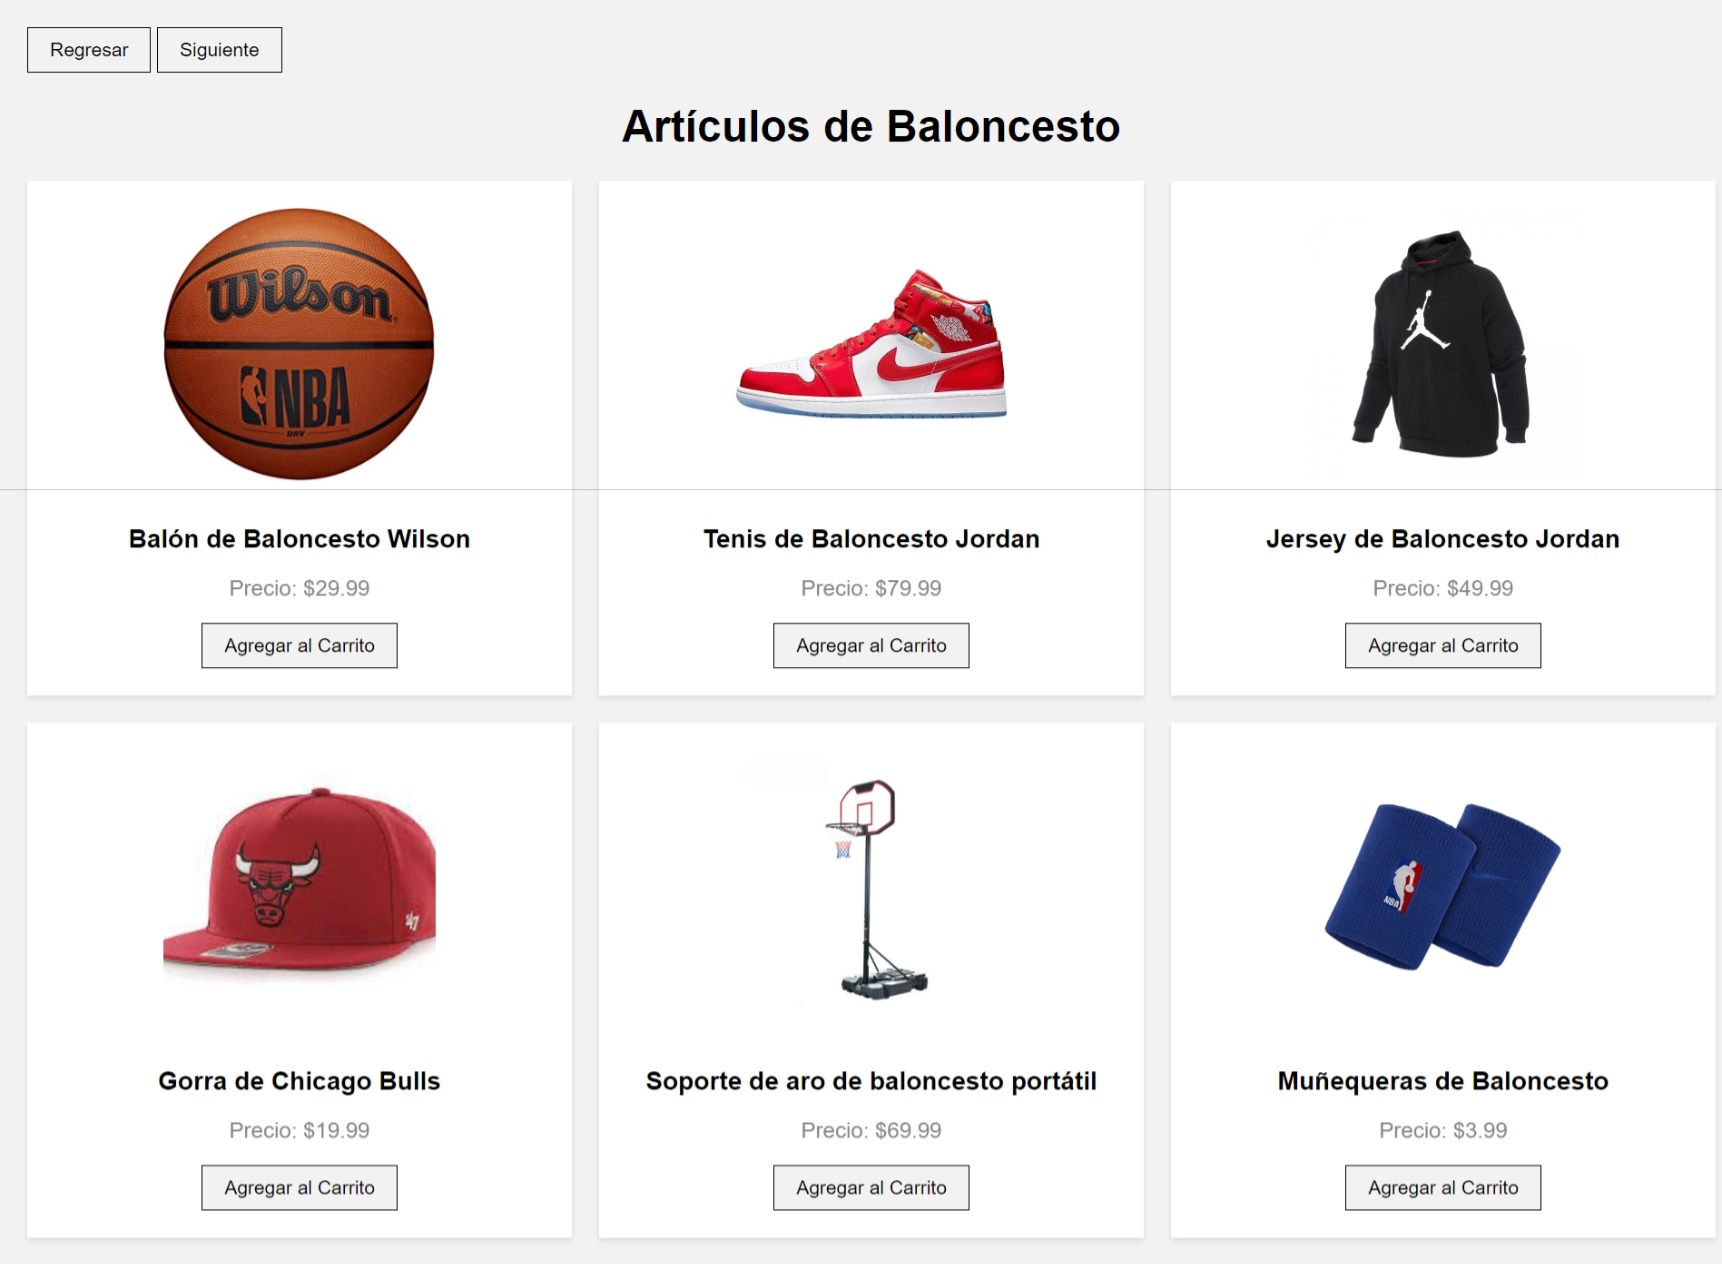 Regresar Siguiente
Artículos de Baloncesto
Wilson
NBA
DRV
Balón de Baloncesto Wilson
Precio: $29.99
Agregar al Carrito
Tenis de Baloncesto Jordan
Precio: $79.99
Agregar al Carrito
Jersey de Baloncesto Jordan
Precio: $49.99
Agregar al Carrito
47
Gorra de Chicago Bulls
Precio: $19.99
Agregar al Carrito
Soporte de aro de baloncesto portátil
Precio: $69.99
Agregar al Carrito
NBA
Muñequeras de Baloncesto
Precio: $3.99
Agregar al Carrito